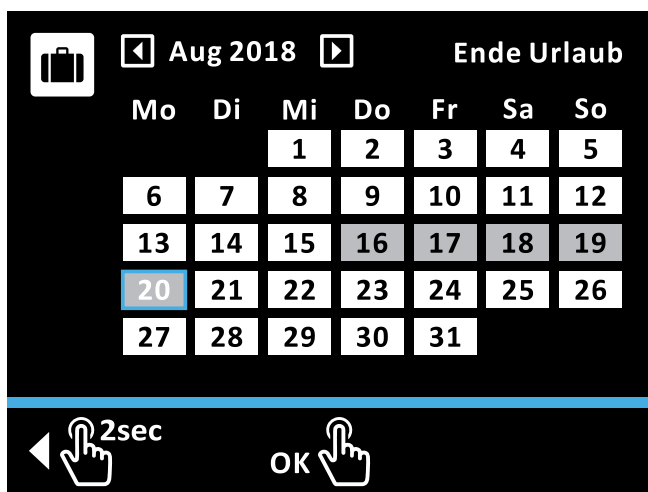 Aug 2018 Ende Urlaub
Mo Di Mi Do Fr Sa So
1 2 3 4 5
6 7 8 9 10 11 12
13 14 15 16 17 18 19
20 21 22 23 24 25 26
27 28 29 30 31
2sec
OK